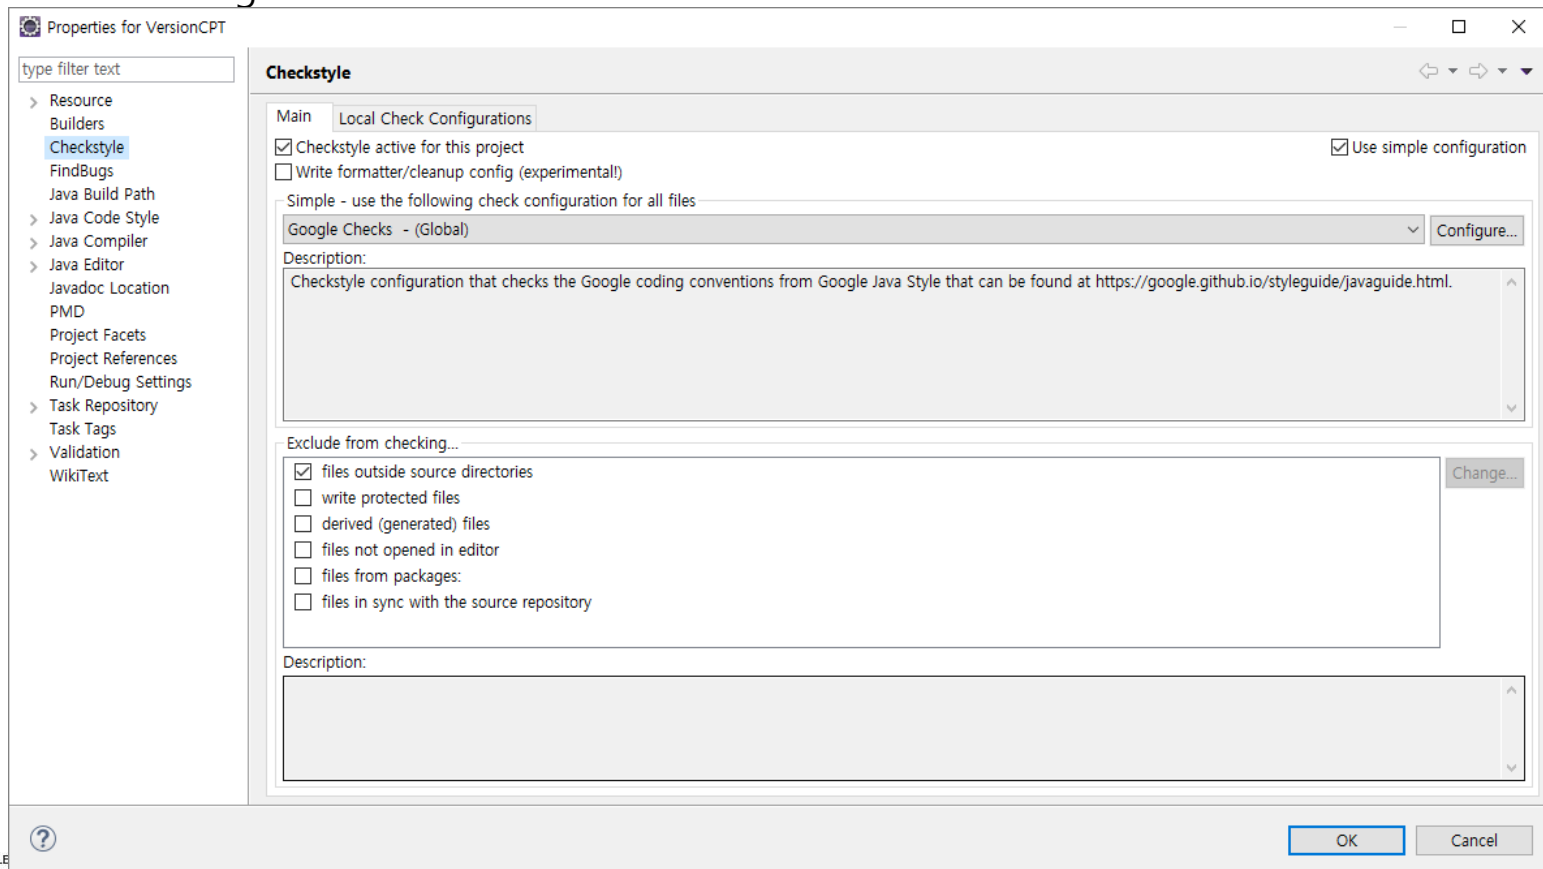 Properties for VersionCPT
type filter text
Resource
Builders
Checkstyle
FindBugs
Java Build Path
Java Code Style
Java Compiler
Java Editor
Javadoc Location
PMD
Project Facets
Project References
Run/Debug Settings
Task Repository
Task Tags
Validation
WikiText
Checkstyle
Main Local Check Configurations
Checkstyle active for this project Use simple configuration
Write formatter/cleanup config (experimental!)
Simple - use the following check configuration for all files
Google Checks - (Global) Configure...
Description:
Checkstyle configuration that checks the Google coding conventions from Google Java Style that can be found at https://google.github.io/styleguide/javaguide.html.
Exclude from checking...
files outside source directories Change...
write protected files
derived (generated) files
files not opened in editor
files from packages:
files in sync with the source repository
Description:
OK Cancel